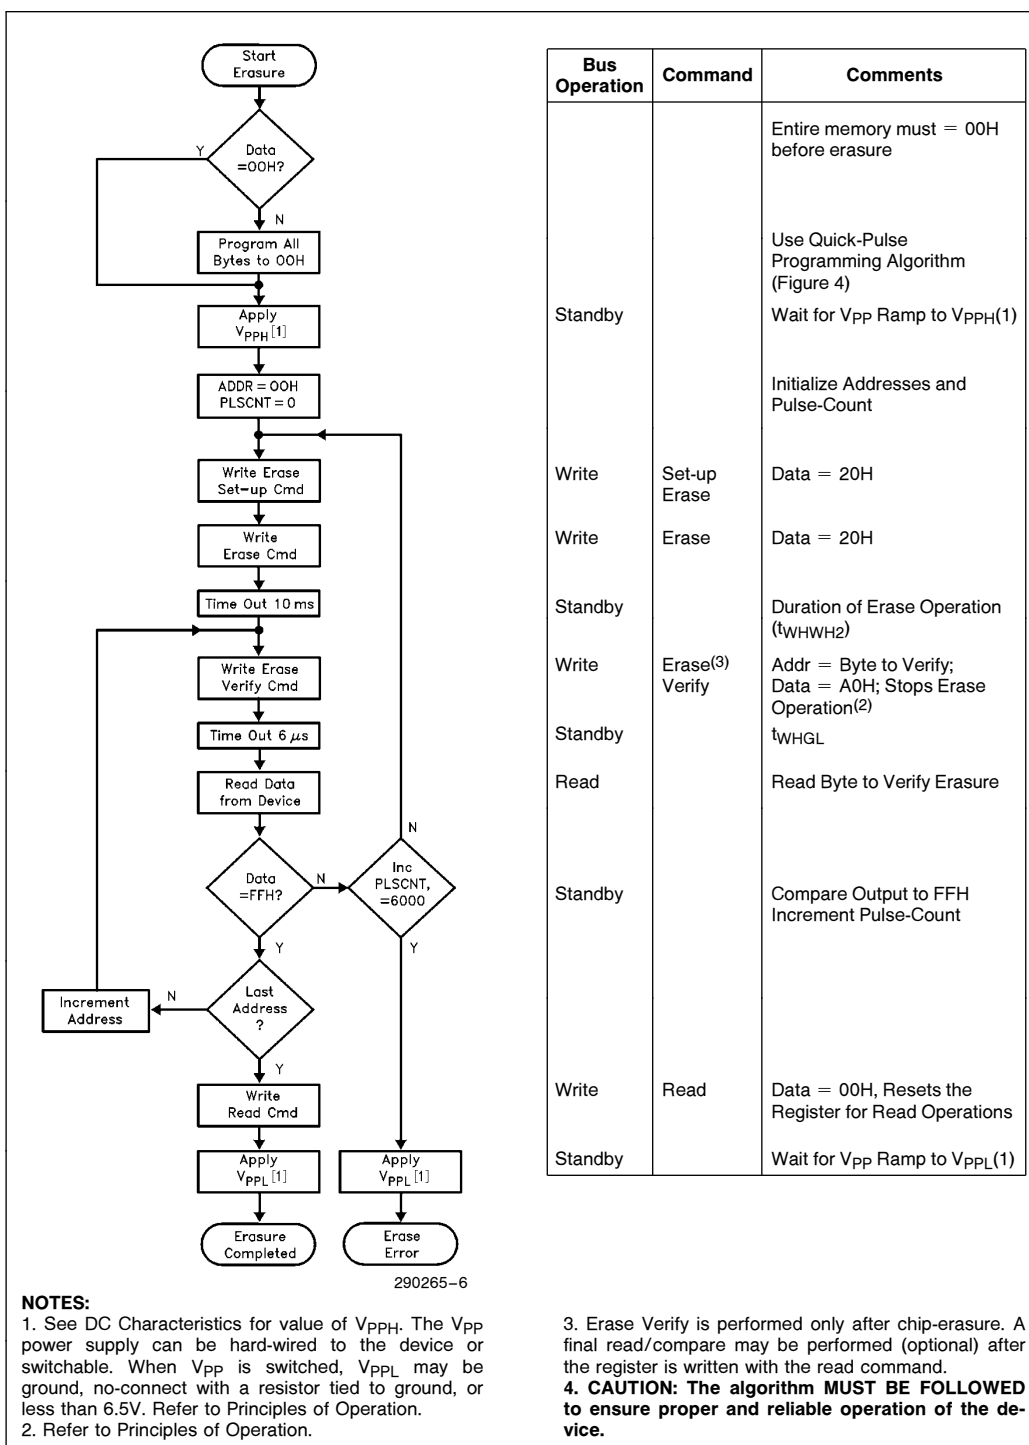 Start
Erasure
Data
=00H?
Y
N
Program All
Bytes to 00H
Apply
VPPH [1]
ADDR = 00H
PLSCNT = 0
Write Erase
Set-up Cmd
Write
Erase Cmd
Time Out 10 ms
Write Erase
Verify Cmd
Time Out 6 μs
Read Data
from Device
Data
=FFH?
N
Y
Inc
PLSCNT,
=6000
N
Y
Last
Address
?
N
Y
Increment
Address
Write
Read Cmd
Apply
VPPL [1]
Apply
VPPL [1]
Erasure
Completed
Erase
Error
290265–6
Bus Operation | Command | Comments
Entire memory must = 00H
before erasure
Use Quick-Pulse
Programming Algorithm
(Figure 4)
Standby Wait for VPP Ramp to VPPH(1)
Initialize Addresses and
Pulse-Count
Write Set-up Erase Data = 20H
Write Erase Data = 20H
Standby Duration of Erase Operation
(tWHWH2)
Write Erase(3) Addr = Byte to Verify;
Verify Data = A0H; Stops Erase
Operation(2)
Standby tWHGL
Read Read Byte to Verify Erasure
Standby Compare Output to FFH
Increment Pulse-Count
Write Read Data = 00H, Resets the
Register for Read Operations
Standby Wait for VPP Ramp to VPPL(1)
NOTES:
1. See DC Characteristics for value of VPPH. The VPP
power supply can be hard-wired to the device or
switchable. When VPP is switched, VPPL may be
ground, no-connect with a resistor tied to ground, or
less than 6.5V. Refer to Principles of Operation.
2. Refer to Principles of Operation.
3. Erase Verify is performed only after chip-erasure. A
final read/compare may be performed (optional) after
the register is written with the read command.
4. CAUTION: The algorithm MUST BE FOLLOWED
to ensure proper and reliable operation of the de-
vice.